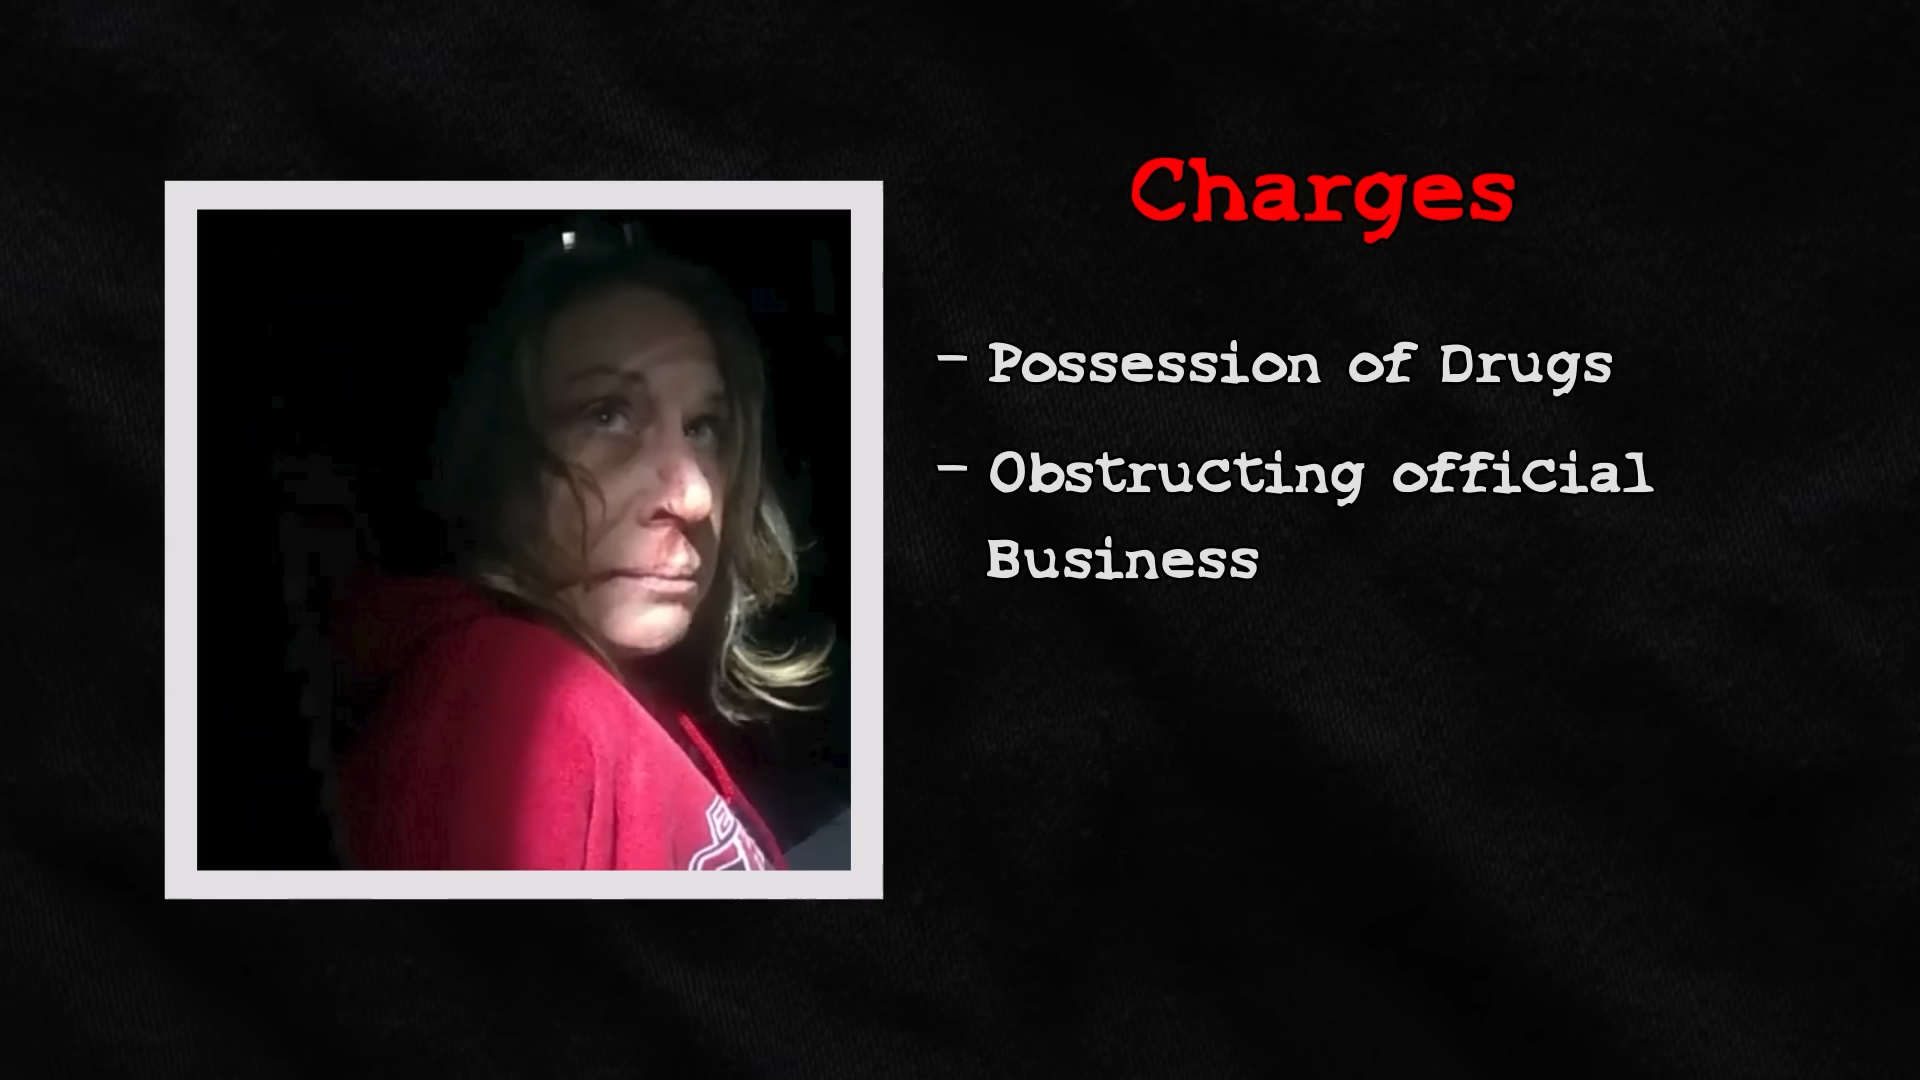 Charges
- Possession of Drugs
- Obstructing official
Business